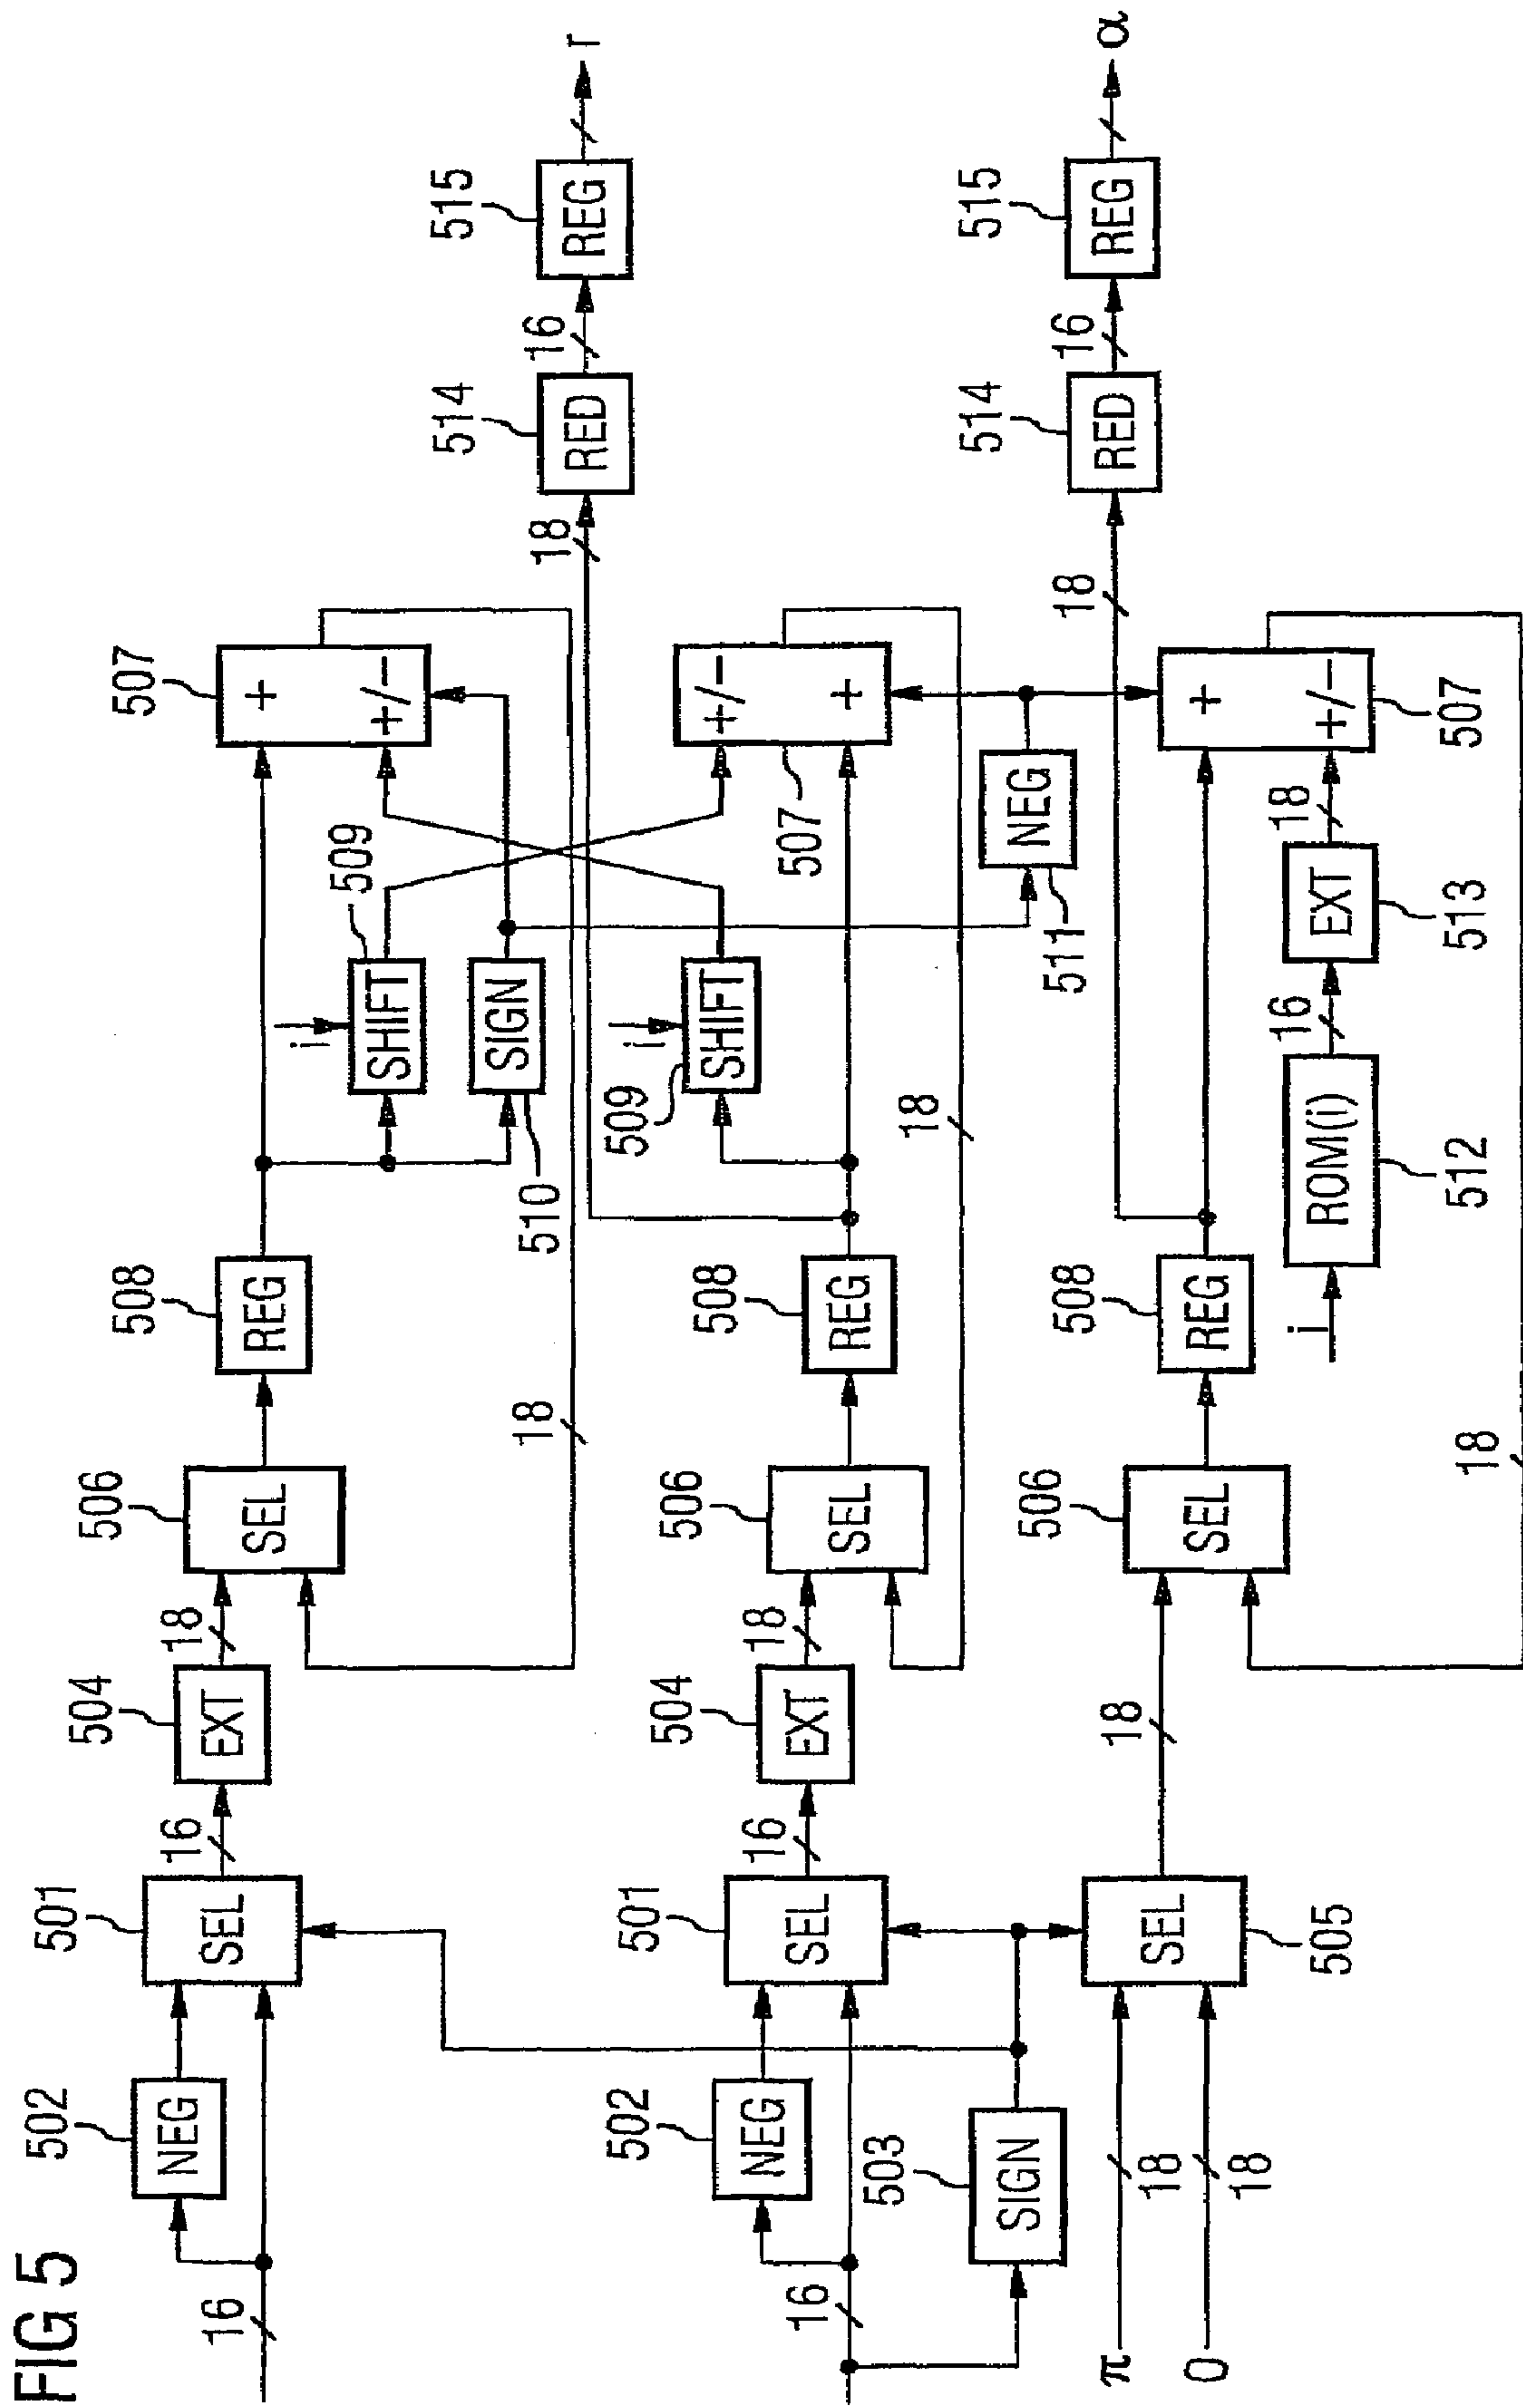 FIG 5
16
502
NEG
501
SEL
16
504
EXT
18
506
SEL
508
REG
i
509
SHIFT
SIGN
510
507
+
+/-
18
16
502
NEG
501
SEL
16
504
EXT
18
506
SEL
508
REG
i
509
SHIFT
507
+/-
+
18
18
514
RED
16
515
REG
r
503
SIGN
511
NEG
π
18
0
18
SEL
505
18
506
SEL
508
REG
i
ROM(i)
512
16
EXT
513
18
+
+/-
507
18
18
514
RED
16
515
REG
α